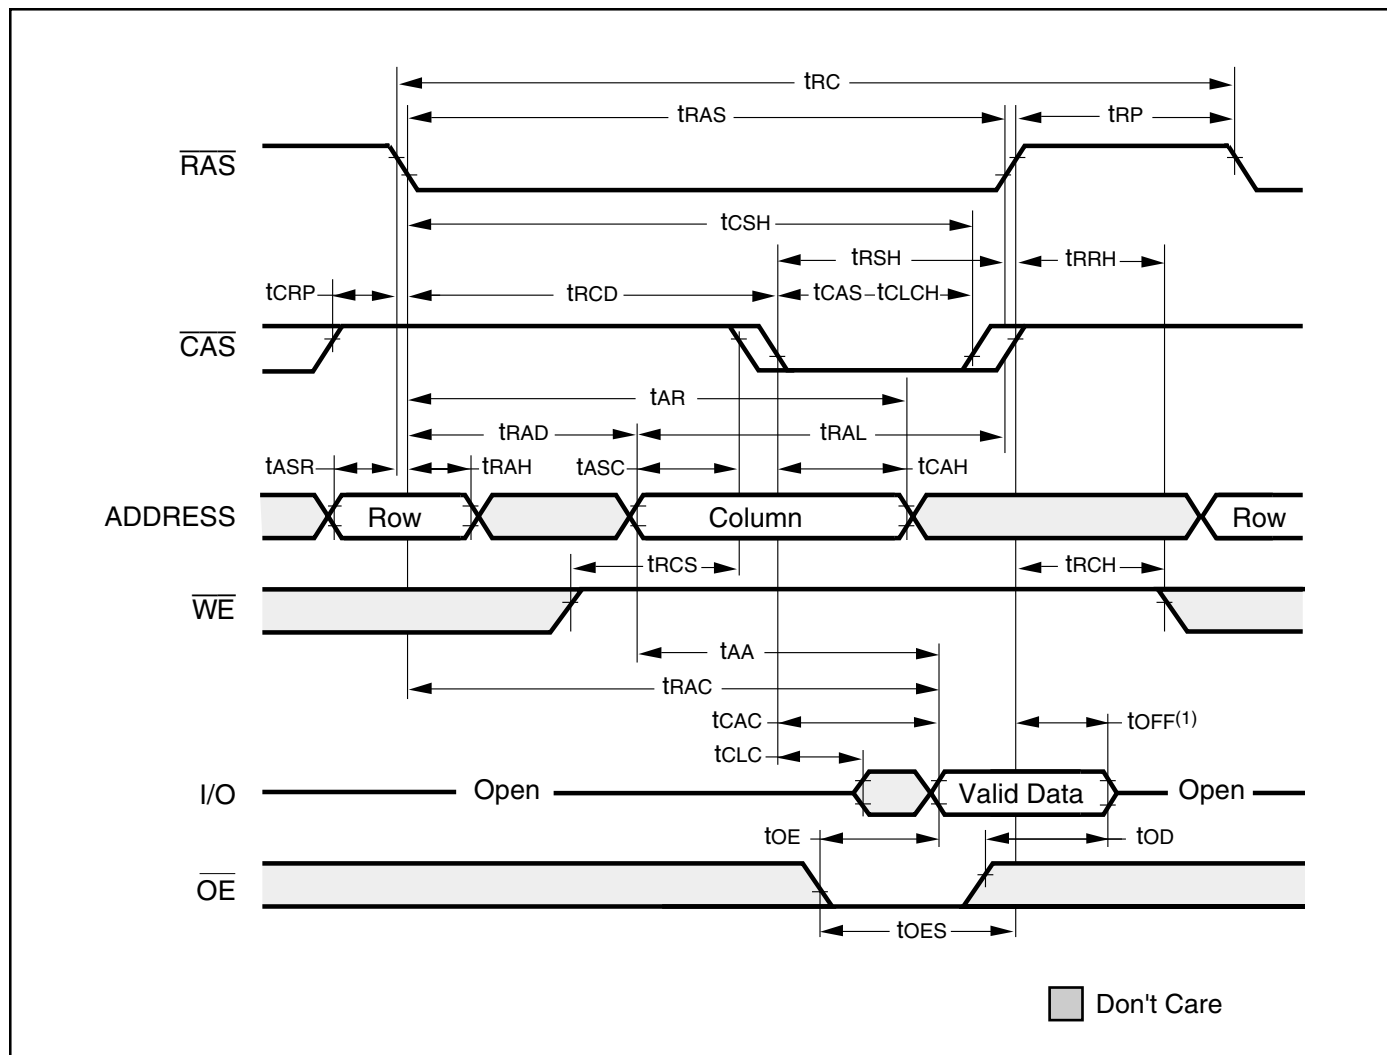 tRC
tRAS
tRP
RAS
tCSH
tRSH
tRRH
tCRP
tRCD
tCAS
tCLCH
CAS
tAR
tRAD
tRAL
tASR
tRAH
tASC
tCAH
ADDRESS
Row
Column
Row
tRCS
tRCH
WE
tAA
tRAC
tCAC
tOFF(1)
tCLC
I/O
Open
Valid Data
Open
tOE
tOD
OE
tOES
Don't Care